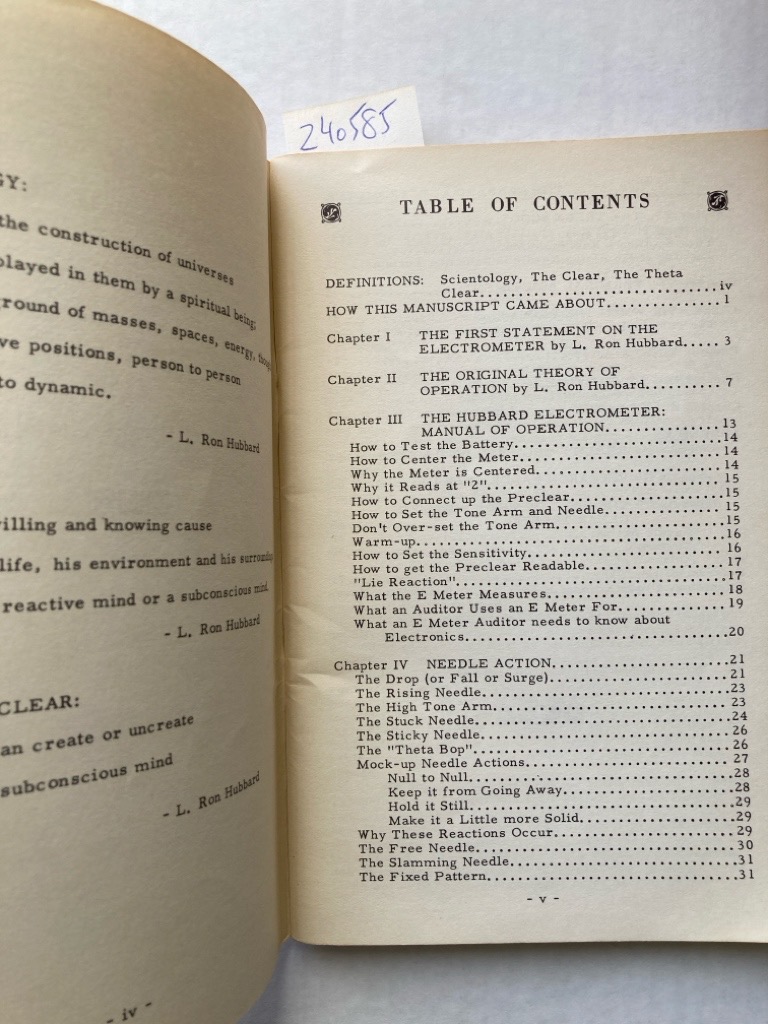 240585
GY:
the construction of universes
played in them by a spiritual being;
ground of masses, spaces, energy,
ve positions, person to person
to dynamic.
- L. Ron Hubbard
villing and knowing cause
life, his environment and his
reactive mind or a subconscious mind.
- L. Ron Hubbard
CLEAR:
an create or uncreate
subconscious mind
- L. Ron Hubbard
- iv -
TABLE OF CONTENTS
DEFINITIONS: Scientology, The Clear, The Theta
Clear..............................iv
HOW THIS MANUSCRIPT CAME ABOUT............1
Chapter I THE FIRST STATEMENT ON THE
ELECTROMETER by L. Ron Hubbard.....3
Chapter II THE ORIGINAL THEORY OF
OPERATION by L. Ron Hubbard.........7
Chapter III THE HUBBARD ELECTROMETER:
MANUAL OF OPERATION..............13
How to Test the Battery.........................14
How to Center the Meter........................14
Why the Meter is Centered......................14
Why it Reads at "2".............................15
How to Connect up the Preclear.................15
How to Set the Tone Arm and Needle............15
Don't Over-set the Tone Arm....................15
Warm-up.......................................16
How to Set the Sensitivity.......................16
How to get the Preclear Readable................17
"Lie Reaction"..................................17
What the E Meter Measures.....................18
What an Auditor Uses an E Meter For............19
What an E Meter Auditor needs to know about
Electronics..................................20
Chapter IV NEEDLE ACTION......................21
The Drop (or Fall or Surge).....................21
The Rising Needle..............................23
The High Tone Arm.............................23
The Stuck Needle...............................24
The Sticky Needle..............................26
The "Theta Bop"................................26
Mock-up Needle Actions.........................27
Null to Null..................................28
Keep it from Going Away.....................28
Hold it Still..................................29
Make it a Little more Solid...................29
Why These Reactions Occur.....................29
The Free Needle................................30
The Slamming Needle...........................31
The Fixed Pattern..............................31
- v -